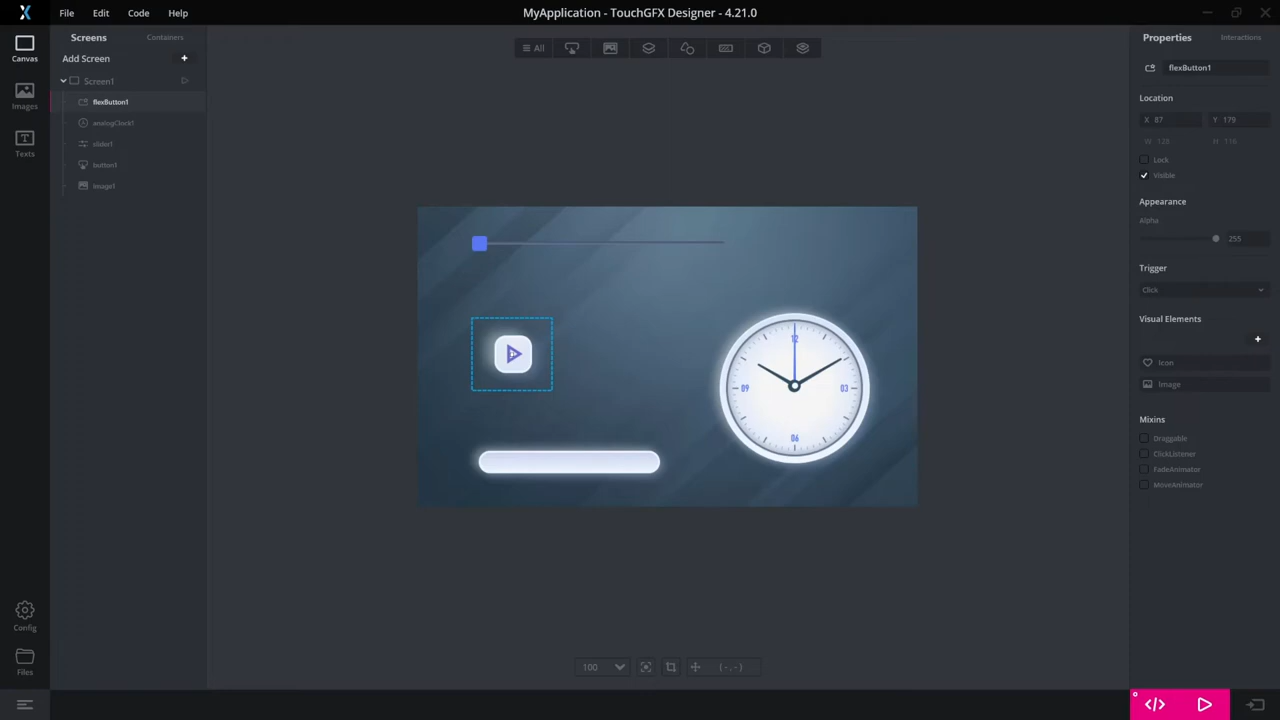 File Edit Code Help
MyApplication - TouchGFX Designer - 4.21.0
Canvas
Images
Texts
Config
Files
Screens Containers
Add Screen
Screen1
flexButton1
analogClock1
slider1
button1
image1
All
12
09 03
06
100
( - , - )
Properties Interactions
flexButton1
Location
X 87 Y 179
W 128 H 116
Lock
Visible
Appearance
Alpha
255
Trigger
Click
Visual Elements
Icon
Image
Mixins
Draggable
ClickListener
FadeAnimator
MoveAnimator